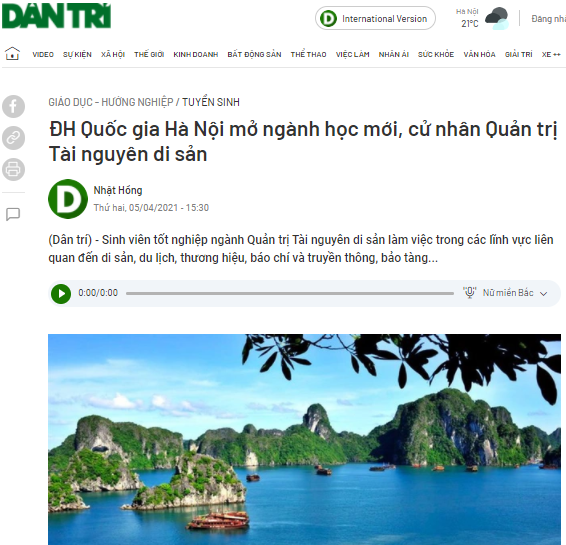 DÂN TRÍ
International Version
Hà Nội
21°C
VIDEO SỰ KIỆN XÃ HỘI THẾ GIỚI KINH DOANH BẤT ĐỘNG SẢN THỂ THAO VIỆC LÀM NHÂN ÁI SỨC KHỎE VĂN HÓA GIẢI TRÍ XE ++
GIÁO DỤC - HƯỚNG NGHIỆP / TUYỂN SINH
ĐH Quốc gia Hà Nội mở ngành học mới, cử nhân Quản trị
Tài nguyên di sản
Nhật Hồng
Thứ hai, 05/04/2021 - 15:30
(Dân trí) - Sinh viên tốt nghiệp ngành Quản trị Tài nguyên di sản làm việc trong các lĩnh vực liên
quan đến di sản, du lịch, thương hiệu, báo chí và truyền thông, bảo tàng...
0:00/0:00
Nữ miền Bắc